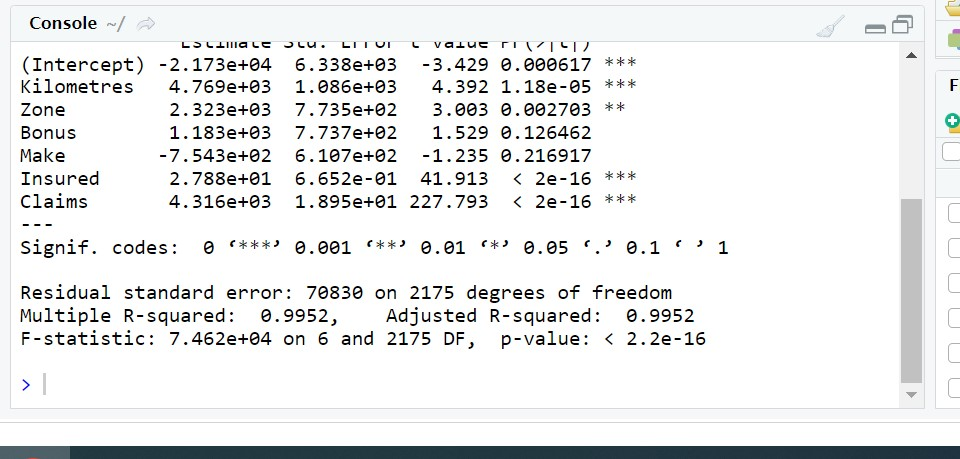 Console ~/
Estimate Std. Error t value Pr(>|t|)
(Intercept) -2.173e+04 6.338e+03 -3.429 0.000617 ***
Kilometres 4.769e+03 1.086e+03 4.392 1.18e-05 ***
Zone 2.323e+03 7.735e+02 3.003 0.002703 **
Bonus 1.183e+03 7.737e+02 1.529 0.126462
Make -7.543e+02 6.107e+02 -1.235 0.216917
Insured 2.788e+01 6.652e-01 41.913 < 2e-16 ***
Claims 4.316e+03 1.895e+01 227.793 < 2e-16 ***
---
Signif. codes: 0 ‘***’ 0.001 ‘**’ 0.01 ‘*’ 0.05 ‘.’ 0.1 ‘ ’ 1
Residual standard error: 70830 on 2175 degrees of freedom
Multiple R-squared: 0.9952, Adjusted R-squared: 0.9952
F-statistic: 7.462e+04 on 6 and 2175 DF, p-value: < 2.2e-16
>
F